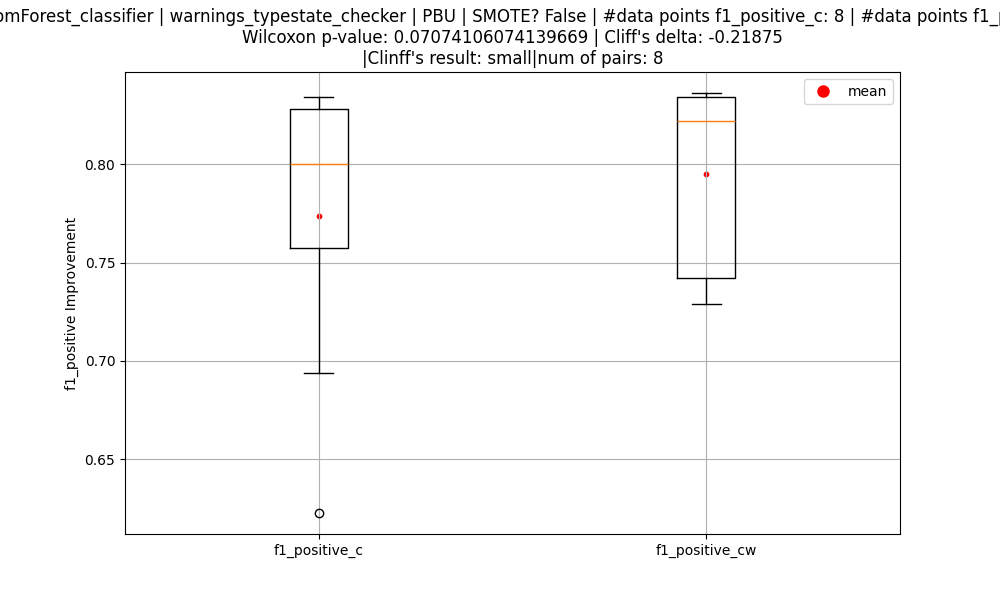 omForest_classifier | warnings_typestate_checker | PBU | SMOTE? False | #data points f1_positive_c: 8 | #data points f1_p
Wilcoxon p-value: 0.07074106074139669 | Cliff's delta: -0.21875
|Clinff's result: small|num of pairs: 8
mean
0.80
0.75
0.70
0.65
f1_positive Improvement
f1_positive_c
f1_positive_cw